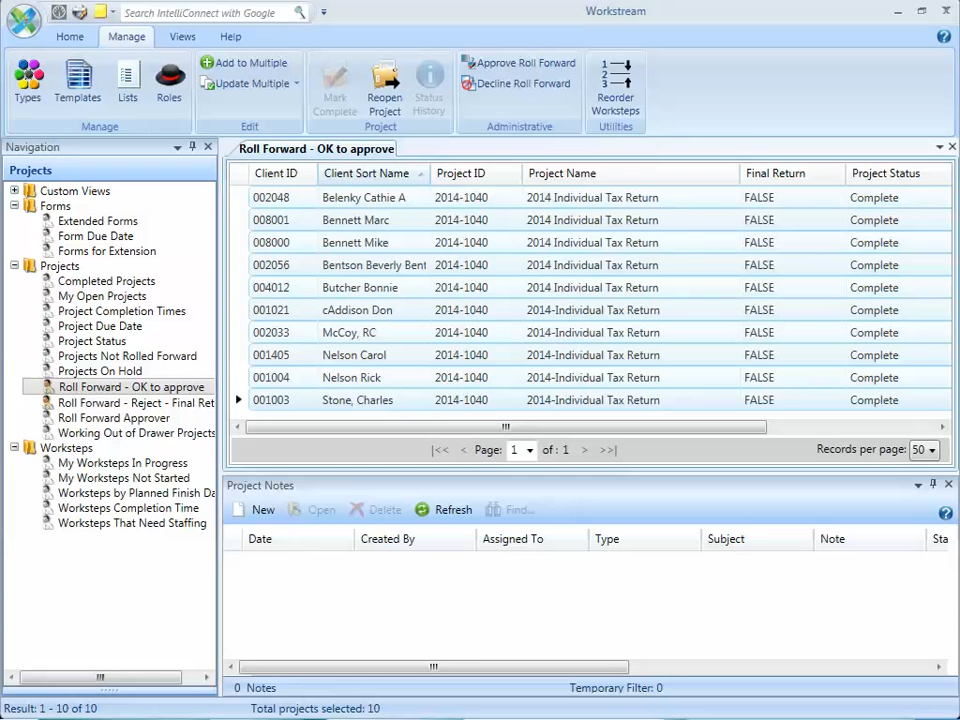 Search IntelliConnect with Google
Workstream
Home
Manage
Views
Help
Types
Templates
Lists
Roles
Manage
Add to Multiple
Update Multiple
Edit
Mark
Complete
Reopen
Project
Status
History
Project
Approve Roll Forward
Decline Roll Forward
Administrative
Reorder
Worksteps
Utilities
Navigation
Projects
Custom Views
Forms
Extended Forms
Form Due Date
Forms for Extension
Projects
Completed Projects
My Open Projects
Project Completion Times
Project Due Date
Project Status
Projects Not Rolled Forward
Projects On Hold
Roll Forward - OK to approve
Roll Forward - Reject - Final Ret
Roll Forward Approver
Working Out of Drawer Projects
Worksteps
My Worksteps In Progress
My Worksteps Not Started
Worksteps by Planned Finish Da
Worksteps Completion Time
Worksteps That Need Staffing
Roll Forward - OK to approve
Client ID Client Sort Name Project ID Project Name Final Return Project Status
002048 Belenky Cathie A 2014-1040 2014 Individual Tax Return FALSE Complete
008001 Bennett Marc 2014-1040 2014 Individual Tax Return FALSE Complete
008000 Bennett Mike 2014-1040 2014 Individual Tax Return FALSE Complete
002056 Bentson Beverly Bent 2014-1040 2014 Individual Tax Return FALSE Complete
004012 Butcher Bonnie 2014-1040 2014 Individual Tax Return FALSE Complete
001021 cAddison Don 2014-1040 2014-Individual Tax Return FALSE Complete
002033 McCoy, RC 2014-1040 2014-Individual Tax Return FALSE Complete
001405 Nelson Carol 2014-1040 2014-Individual Tax Return FALSE Complete
001004 Nelson Rick 2014-1040 2014-Individual Tax Return FALSE Complete
001003 Stone, Charles 2014-1040 2014-Individual Tax Return FALSE Complete
|<< < Page: 1 of: 1 > >>| Records per page: 50
Project Notes
New Open Delete Refresh Find...
Date Created By Assigned To Type Subject Note Sta
0 Notes Temporary Filter: 0
Result: 1 - 10 of 10 Total projects selected: 10